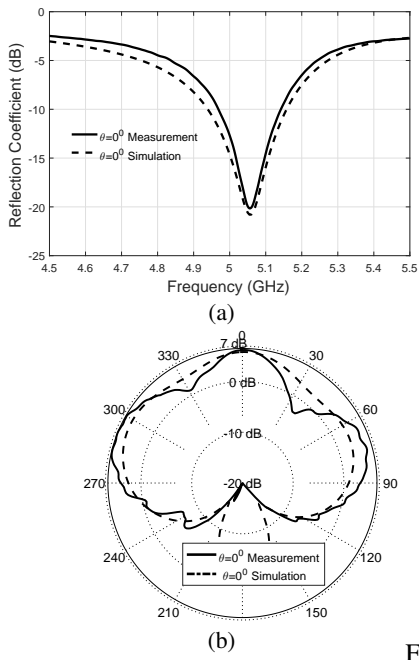 0
-5
-10
-15
-20
-25
Reflection Coefficient (dB)
θ=0⁰ Measurement
θ=0⁰ Simulation
4.5 4.6 4.7 4.8 4.9 5 5.1 5.2 5.3 5.4 5.5
Frequency (GHz)
(a)
0
7 dB
330 30
0 dB
300 60
-10 dB
270 -20 dB 90
240 120
θ=0⁰ Measurement
θ=0⁰ Simulation
210 150
(b)
F